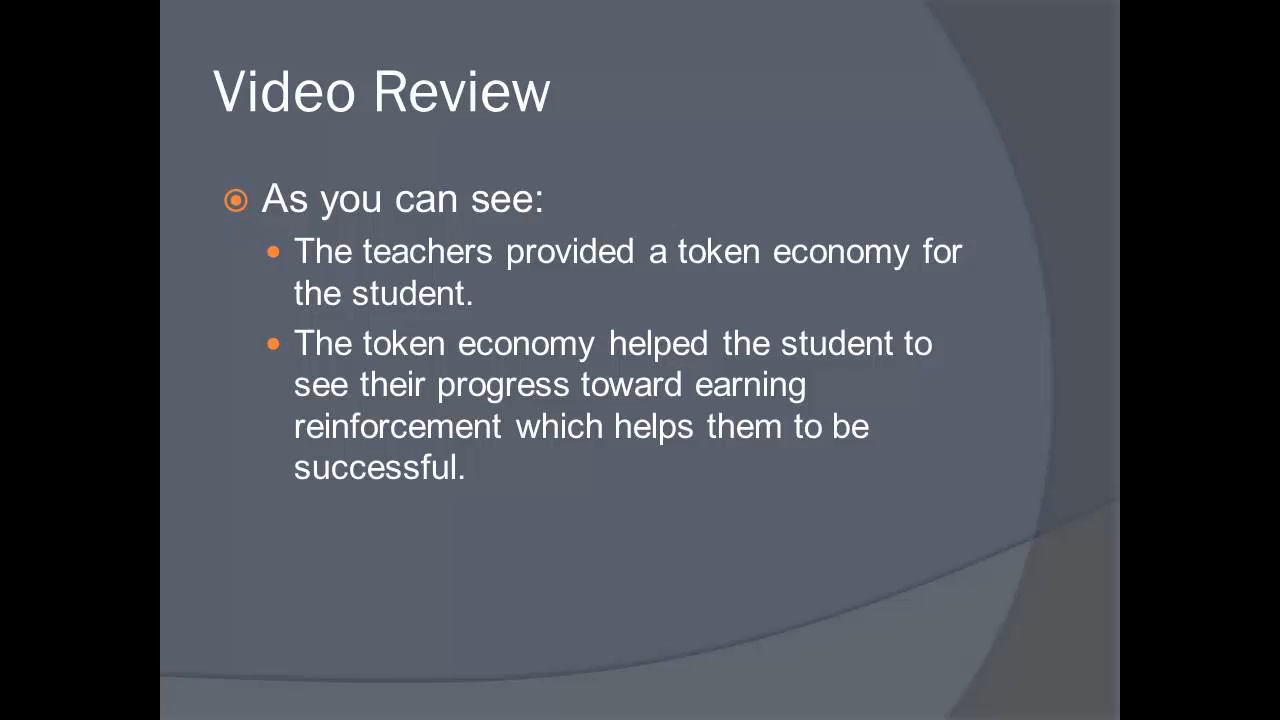 Video Review
As you can see:
The teachers provided a token economy for
the student.
The token economy helped the student to
see their progress toward earning
reinforcement which helps them to be
successful.